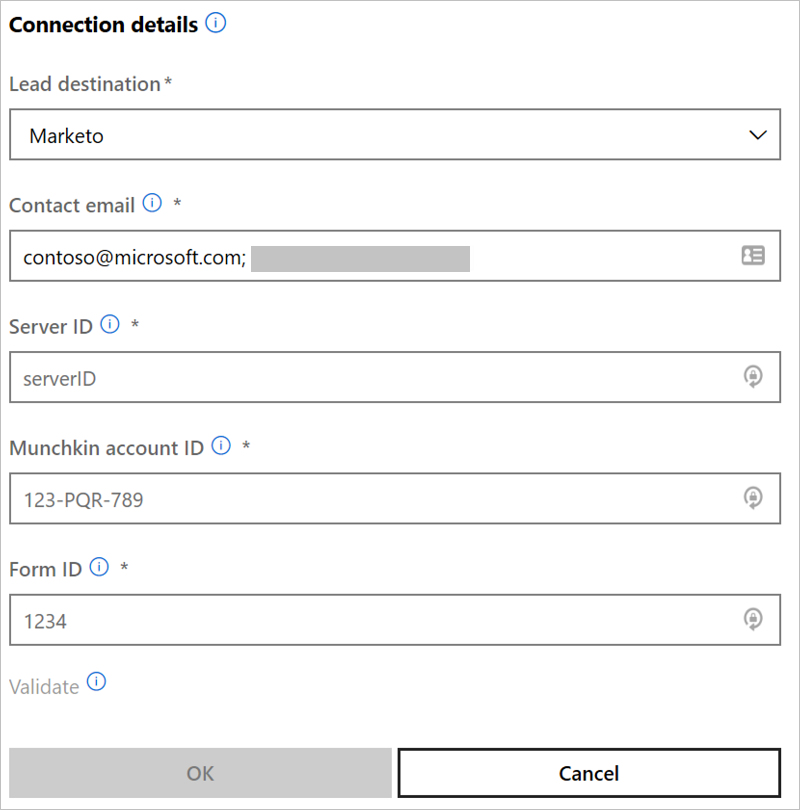 Connection details
Lead destination *
Marketo
Contact email *
contoso@microsoft.com;
Server ID *
serverID
Munchkin account ID *
123-PQR-789
Form ID *
1234
Validate
OK Cancel